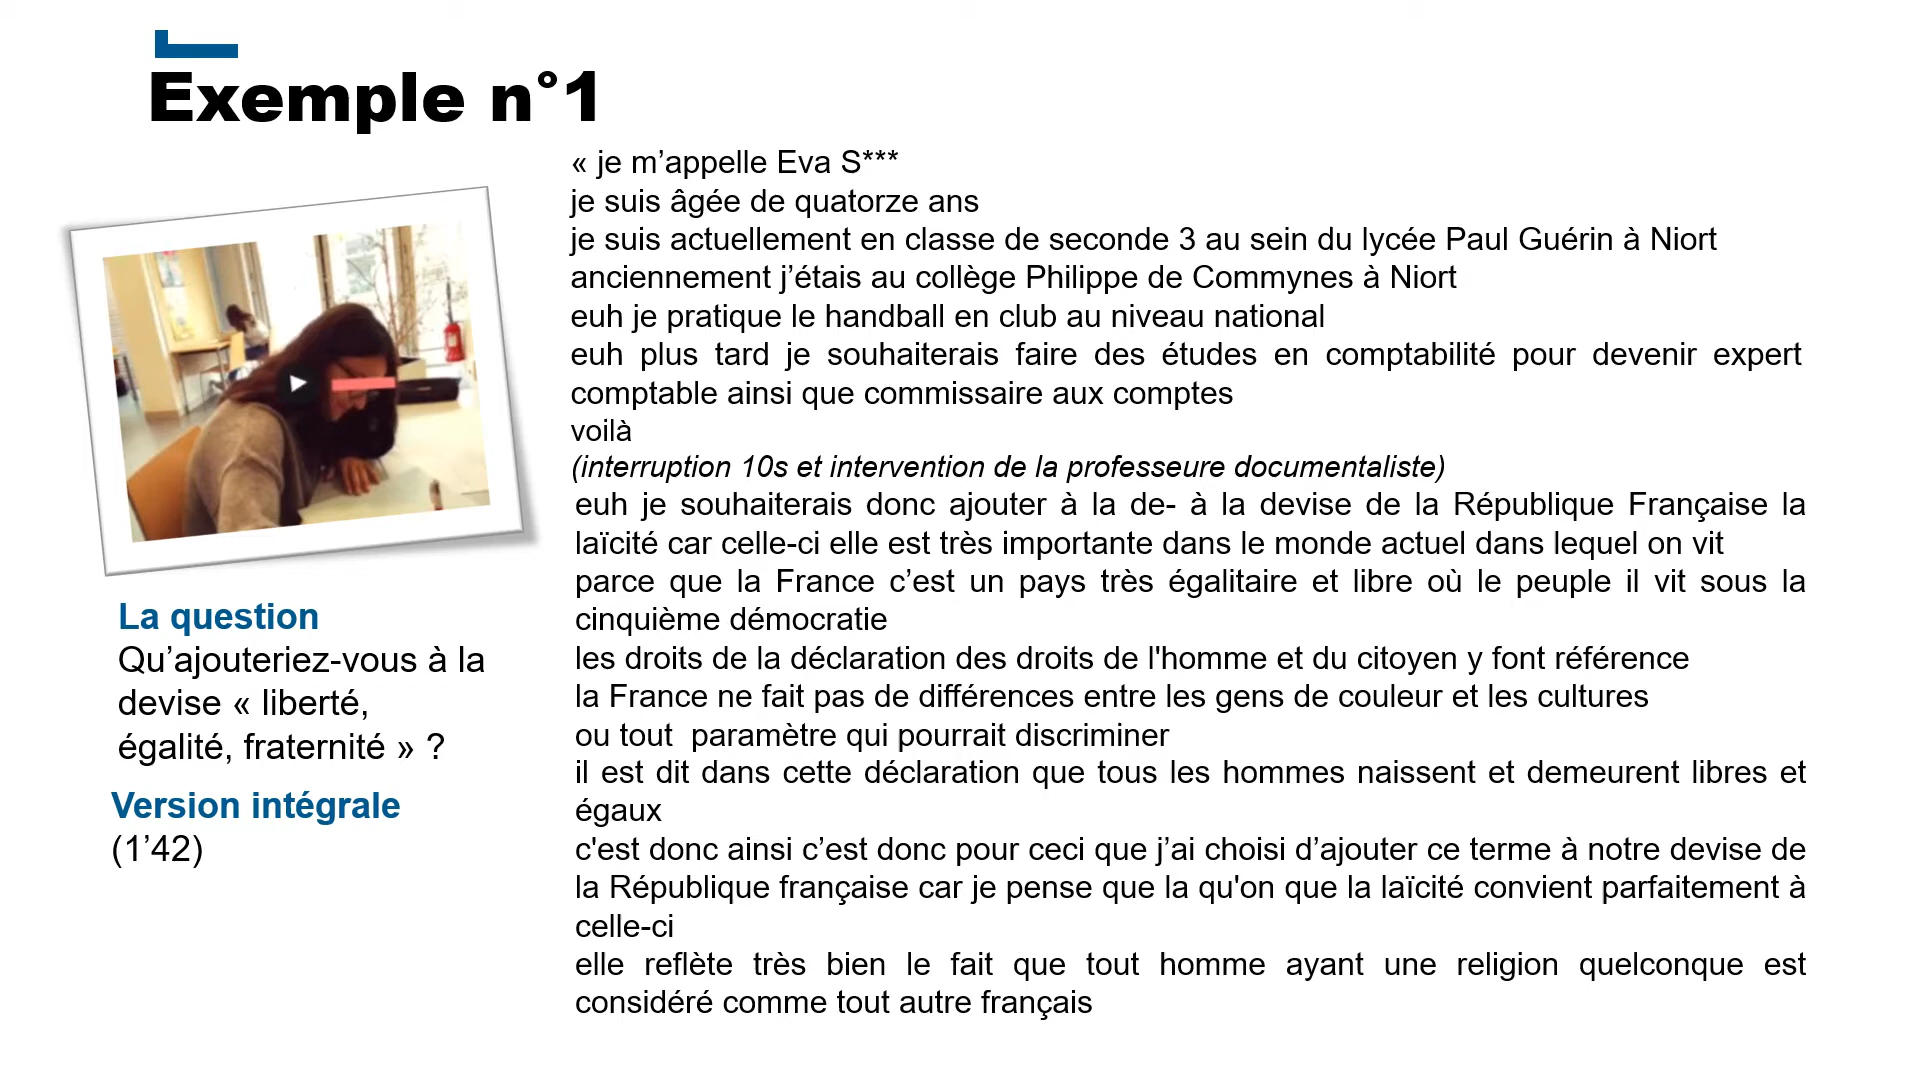 Exemple n°1
« je m’appelle Eva S***
je suis âgée de quatorze ans
je suis actuellement en classe de seconde 3 au sein du lycée Paul Guérin à Niort
anciennement j’étais au collège Philippe de Commynes à Niort
euh je pratique le handball en club au niveau national
euh plus tard je souhaiterais faire des études en comptabilité pour devenir expert
comptable ainsi que commissaire aux comptes
voilà
(interruption 10s et intervention de la professeure documentaliste)
euh je souhaiterais donc ajouter à la de- à la devise de la République Française la
laïcité car celle-ci elle est très importante dans le monde actuel dans lequel on vit
parce que la France c’est un pays très égalitaire et libre où le peuple il vit sous la
cinquième démocratie
les droits de la déclaration des droits de l'homme et du citoyen y font référence
la France ne fait pas de différences entre les gens de couleur et les cultures
ou tout  paramètre qui pourrait discriminer
il est dit dans cette déclaration que tous les hommes naissent et demeurent libres et
égaux
c'est donc ainsi c’est donc pour ceci que j’ai choisi d’ajouter ce terme à notre devise de
la République française car je pense que la qu'on que la laïcité convient parfaitement à
celle-ci
elle reflète très bien le fait que tout homme ayant une religion quelconque est
considéré comme tout autre français
La question
Qu’ajouteriez-vous à la
devise « liberté,
égalité, fraternité » ?
Version intégrale
(1’42)